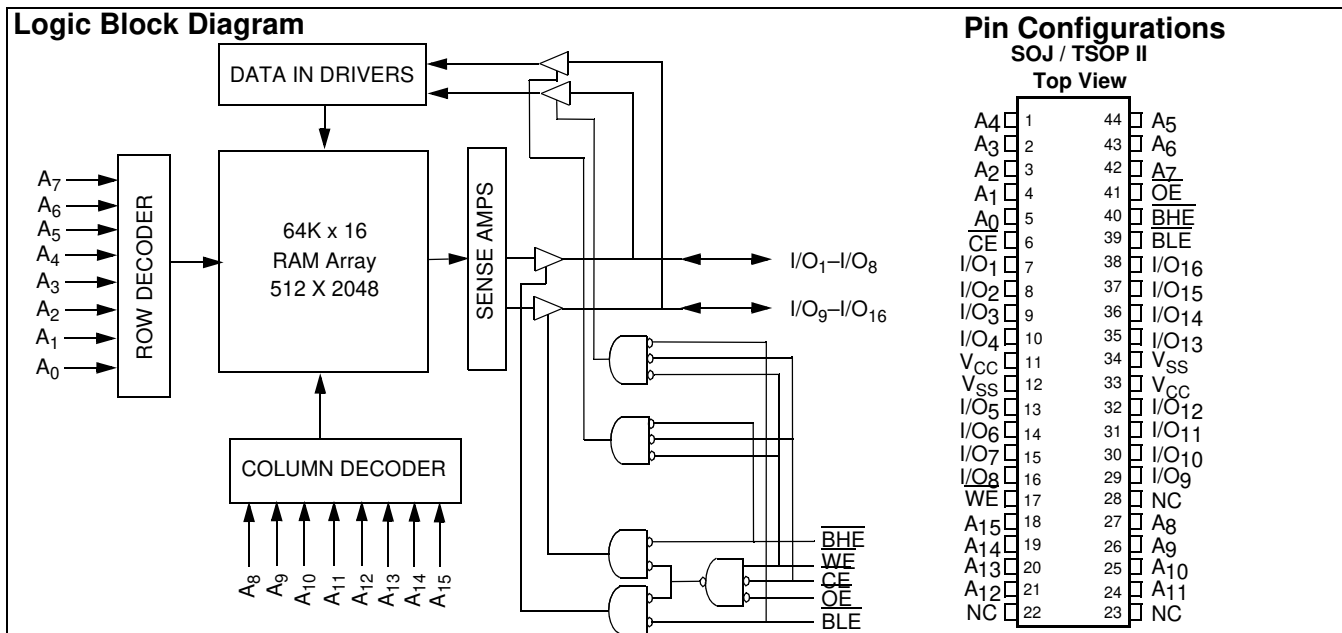 Logic Block Diagram
DATA IN DRIVERS
A7
A6
A5
A4
A3
A2
A1
A0
ROW DECODER
64K x 16
RAM Array
512 X 2048
SENSE AMPS
I/O1–I/O8
I/O9–I/O16
COLUMN DECODER
A8
A9
A10
A11
A12
A13
A14
A15
BHE
WE
CE
OE
BLE
Pin Configurations
SOJ / TSOP II
Top View
A4 1 44 A5
A3 2 43 A6
A2 3 42 A7
A1 4 41 OE
A0 5 40 BHE
CE 6 39 BLE
I/O1 7 38 I/O16
I/O2 8 37 I/O15
I/O3 9 36 I/O14
I/O4 10 35 I/O13
VCC 11 34 VSS
VSS 12 33 VCC
I/O5 13 32 I/O12
I/O6 14 31 I/O11
I/O7 15 30 I/O10
I/O8 16 29 I/O9
WE 17 28 NC
A15 18 27 A8
A14 19 26 A9
A13 20 25 A10
A12 21 24 A11
NC 22 23 NC